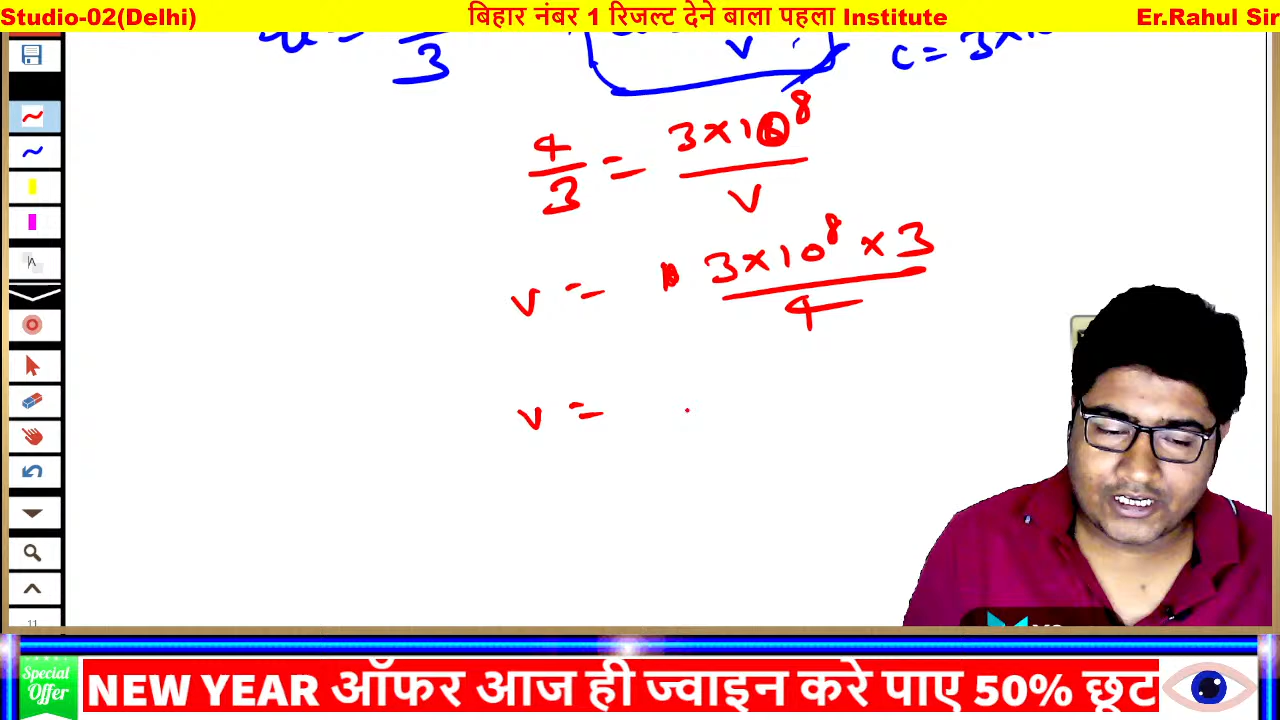 Studio-02(Delhi) बिहार नंबर 1 रिजल्ट देने बाला पहला Institute Er.Rahul Sir
3
v
c = 3×10
4/3 = 3×10⁸/v
v = 3×10⁸×3/4
v =
11
Special Offer
NEW YEAR ऑफर आज ही ज्वाइन करे पाए 50% छूट